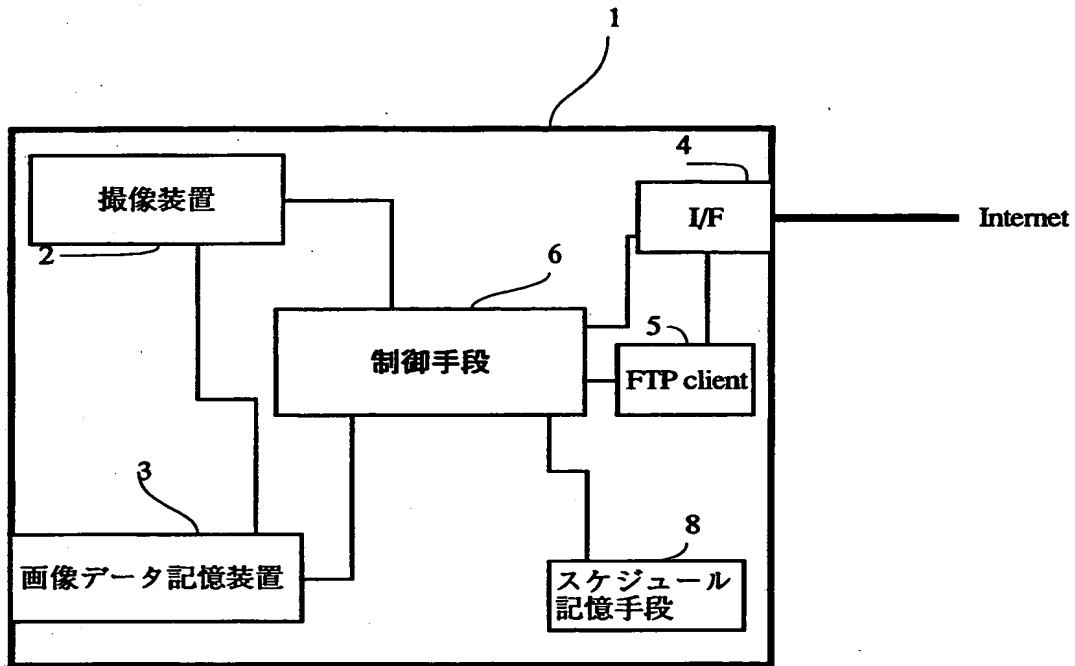 1
撮像装置
2
4
I/F
Internet
6
制御手段
5
FTP client
3
画像データ記憶装置
8
スケジュール
記憶手段